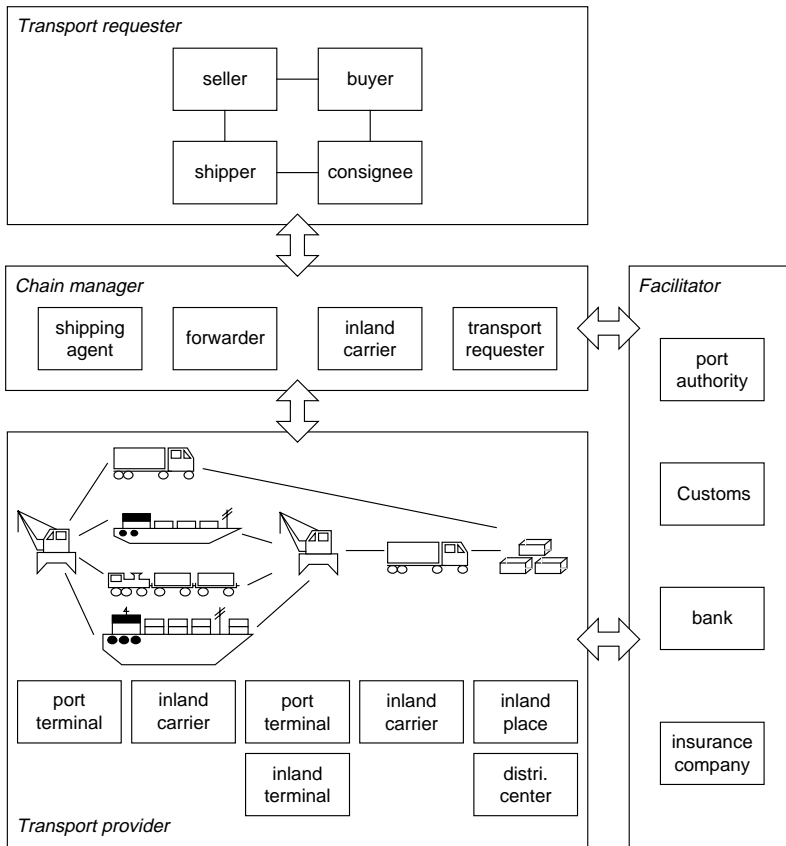 Transport requester
seller
buyer
shipper
consignee
Chain manager
shipping
agent
forwarder
inland
carrier
transport
requester
Facilitator
port
authority
Customs
bank
insurance
company
port
terminal
inland
carrier
port
terminal
inland
carrier
inland
place
inland
terminal
distri.
center
Transport provider